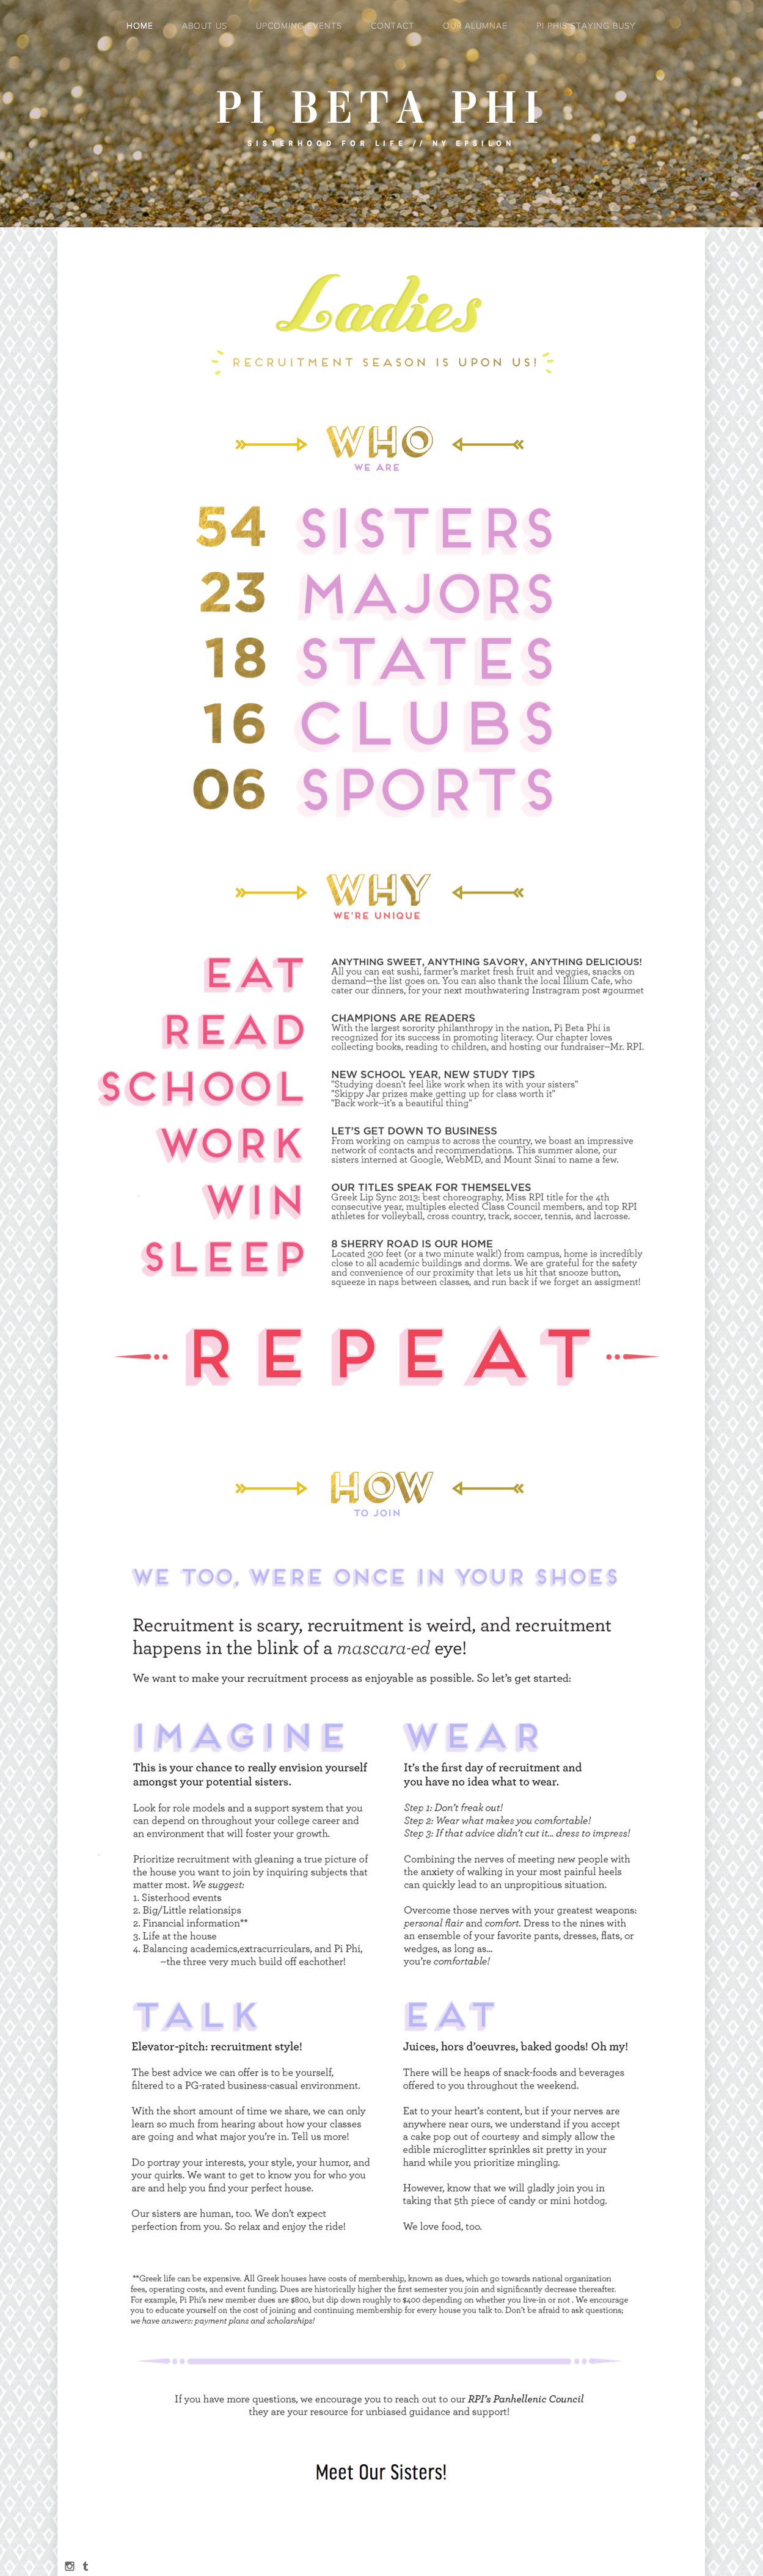 HOME ABOUT US UPCOMING EVENTS CONTACT OUR ALUMNAE PI PHIS STAYING BUSY
PI BETA PHI
SISTERHOOD FOR LIFE // NY EPSILON
Ladies
RECRUITMENT SEASON IS UPON US!
WHO
WE ARE
54 SISTERS
23 MAJORS
18 STATES
16 CLUBS
06 SPORTS
WHY
WE'RE UNIQUE
EAT
ANYTHING SWEET, ANYTHING SAVORY, ANYTHING DELICIOUS!
All you can eat sushi, farmer's market fresh fruit and veggies, snacks on
demand—the list goes on. You can also thank the local Illium Cafe, who
cater our dinners, for your next mouthwatering Instragram post #gourmet
READ
CHAMPIONS ARE READERS
With the largest sorority philanthropy in the nation, Pi Beta Phi is
recognized for its success in promoting literacy. Our chapter loves
collecting books, reading to children, and hosting our fundraiser—Mr. RPI.
SCHOOL
NEW SCHOOL YEAR, NEW STUDY TIPS
"Studying doesn't feel like work when its with your sisters"
"Skippy Jar prizes make getting up for class worth it"
"Back work—it's a beautiful thing"
WORK
LET'S GET DOWN TO BUSINESS
From working on campus to across the country, we boast an impressive
network of contacts and recommendations. This summer alone, our
sisters interned at Google, WebMD, and Mount Sinai to name a few.
WIN
OUR TITLES SPEAK FOR THEMSELVES
Greek Lip Sync 2013: best choreography, Miss RPI title for the 4th
consecutive year, multiples elected Class Council members, and top RPI
athletes for volleyball, cross country, track, soccer, tennis, and lacrosse.
SLEEP
8 SHERRY ROAD IS OUR HOME
Located 300 feet (or a two minute walk!) from campus, home is incredibly
close to all academic buildings and dorms. We are grateful for the safety
and convenience of our proximity that lets us hit that snooze button,
squeeze in naps between classes, and run back if we forget an assigment!
REPEAT
HOW
TO JOIN
WE TOO, WERE ONCE IN YOUR SHOES
Recruitment is scary, recruitment is weird, and recruitment
happens in the blink of a mascara-ed eye!
We want to make your recruitment process as enjoyable as possible. So let's get started:
IMAGINE
This is your chance to really envision yourself
amongst your potential sisters.
Look for role models and a support system that you
can depend on throughout your college career and
an environment that will foster your growth.
Prioritize recruitment with gleaning a true picture of
the house you want to join by inquiring subjects that
matter most. We suggest:
1. Sisterhood events
2. Big/Little relationsips
2. Financial information**
3. Life at the house
4. Balancing academics,extracurriculars, and Pi Phi,
—the three very much build off eachother!
WEAR
It's the first day of recruitment and
you have no idea what to wear.
Step 1: Don't freak out!
Step 2: Wear what makes you comfortable!
Step 3: If that advice didn't cut it... dress to impress!
Combining the nerves of meeting new people with
the anxiety of walking in your most painful heels
can quickly lead to an unpropitious situation.
Overcome those nerves with your greatest weapons:
personal flair and comfort. Dress to the nines with
an ensemble of your favorite pants, dresses, flats, or
wedges, as long as...
you're comfortable!
TALK
Elevator-pitch: recruitment style!
The best advice we can offer is to be yourself,
filtered to a PG-rated business-casual environment.
With the short amount of time we share, we can only
learn so much from hearing about how your classes
are going and what major you're in. Tell us more!
Do portray your interests, your style, your humor, and
your quirks. We want to get to know you for who you
are and help you find your perfect house.
Our sisters are human, too. We don't expect
perfection from you. So relax and enjoy the ride!
EAT
Juices, hors d'oeuvres, baked goods! Oh my!
There will be heaps of snack-foods and beverages
offered to you throughout the weekend.
Eat to your heart's content, but if your nerves are
anywhere near ours, we understand if you accept
a cake pop out of courtesy and simply allow the
edible microglitter sprinkles sit pretty in your
hand while you prioritize mingling.
However, know that we will gladly join you in
taking that 5th piece of candy or mini hotdog.
We love food, too.
**Greek life can be expensive. All Greek houses have costs of membership, known as dues, which go towards national organization
fees, operating costs, and event funding. Dues are historically higher the first semester you join and significantly decrease thereafter.
For example, Pi Phi's new member dues are $800, but dip down roughly to $400 depending on whether you live-in or not . We encourage
you to educate yourself on the cost of joining and continuing membership for every house you talk to. Don't be afraid to ask questions;
we have answers: payment plans and scholarships!
If you have more questions, we encourage you to reach out to our RPI's Panhellenic Council
they are your resource for unbiased guidance and support!
Meet Our Sisters!